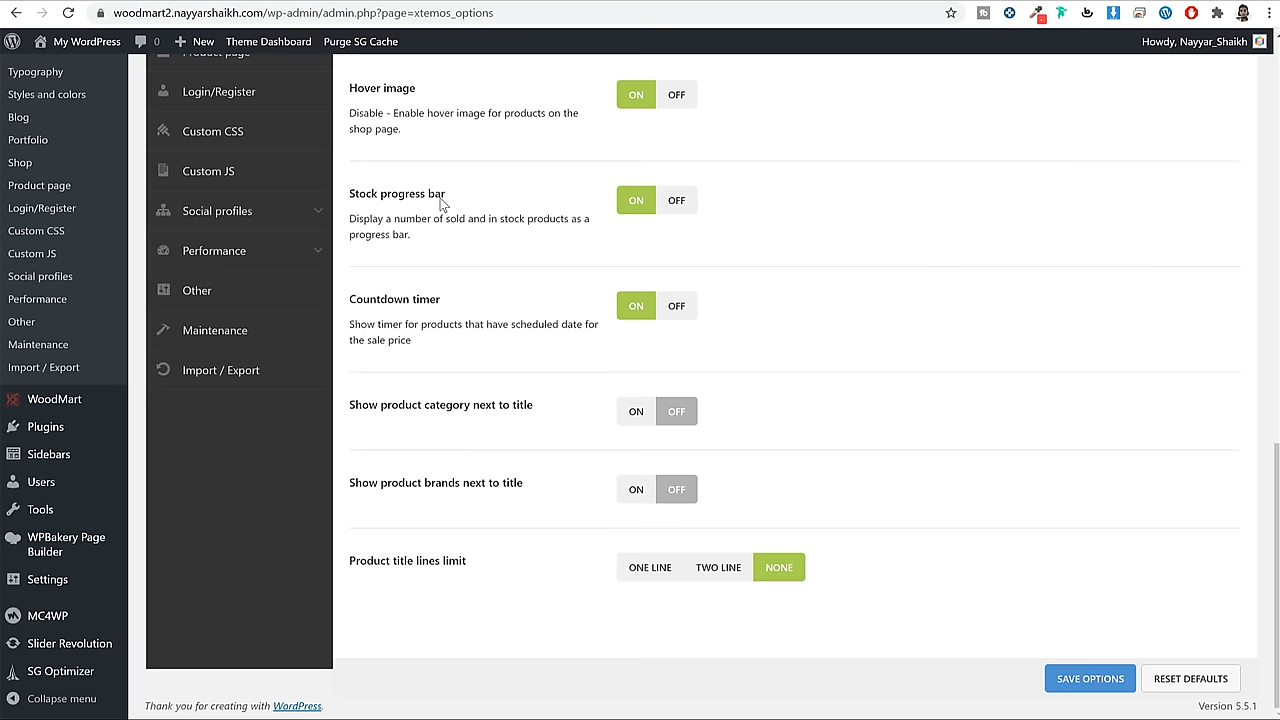 woodmart2.nayyarshaikh.com/wp-admin/admin.php?page=xtemos_options
My WordPress
0
New
Theme Dashboard
Purge SG Cache
Howdy, Nayyar_Shaikh
Typography
Styles and colors
Blog
Portfolio
Shop
Product page
Login/Register
Custom CSS
Custom JS
Social profiles
Performance
Other
Maintenance
Import / Export
WoodMart
Plugins
Sidebars
Users
Tools
WPBakery Page
Builder
Settings
MC4WP
Slider Revolution
SG Optimizer
Collapse menu
Product page
Login/Register
Custom CSS
Custom JS
Social profiles
Performance
Other
Maintenance
Import / Export
Hover image
ON OFF
Disable - Enable hover image for products on the
shop page.
Stock progress bar
ON OFF
Display a number of sold and in stock products as a
progress bar.
Countdown timer
ON OFF
Show timer for products that have scheduled date for
the sale price
Show product category next to title
ON OFF
Show product brands next to title
ON OFF
Product title lines limit
ONE LINE TWO LINE NONE
SAVE OPTIONS
RESET DEFAULTS
Thank you for creating with WordPress.
Version 5.5.1